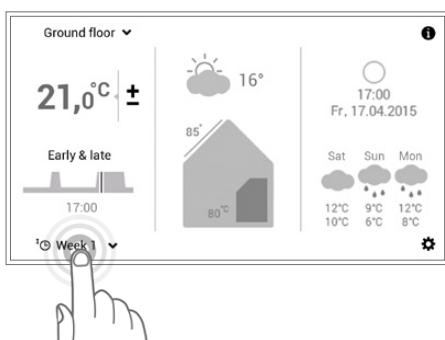 Ground floor
21,0°C ±
Early & late
17:00
¹ Week 1
16°
85°
80°C
17:00
Fr, 17.04.2015
Sat Sun Mon
12°C 9°C 12°C
10°C 6°C 8°C